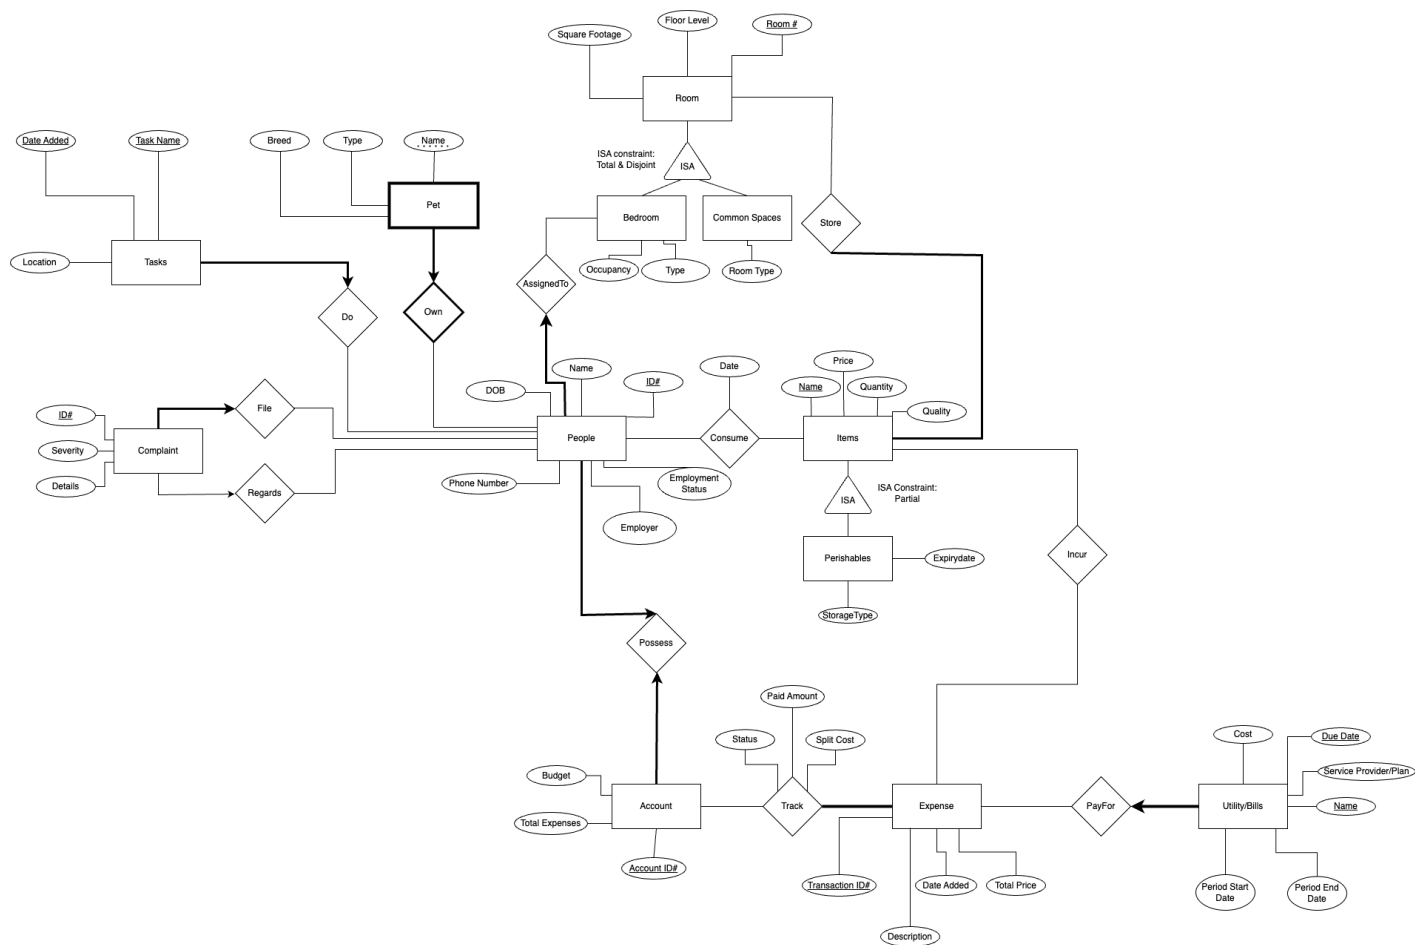 Floor Level
Room #
Square Footage
Room
Date Added
Task Name
Breed
Type
Name
ISA constraint:
Total & Disjoint
ISA
Pet
Bedroom
Common Spaces
Store
Location
Tasks
Occupancy
Type
Room Type
AssignedTo
Do
Own
Price
Name
Date
DOB
ID#
Name
Quantity
Quality
File
ID#
People
Consume
Items
Complaint
Severity
Details
Regards
Phone Number
Employment
Status
ISA Constraint:
Partial
ISA
Employer
Perishables
Expirydate
Incur
StorageType
Possess
Paid Amount
Status
Split Cost
Cost
Due Date
Budget
Service Provider/Plan
Account
Track
Expense
PayFor
Utility/Bills
Name
Total Expenses
Account ID#
Transaction ID#
Date Added
Total Price
Period Start
Date
Period End
Date
Description